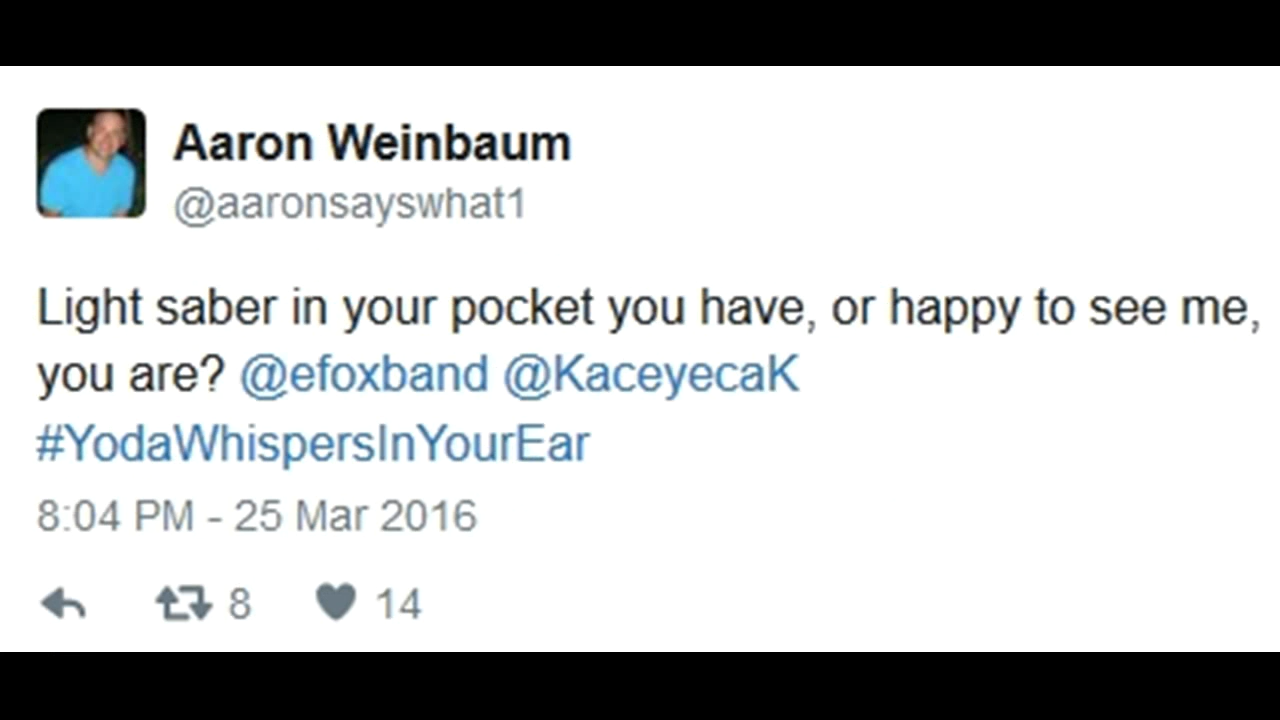 Aaron Weinbaum
@aaronsayswhat1
Light saber in your pocket you have, or happy to see me,
you are? @efoxband @KaceyecaK
#YodaWhispersInYourEar
8:04 PM - 25 Mar 2016
8 14